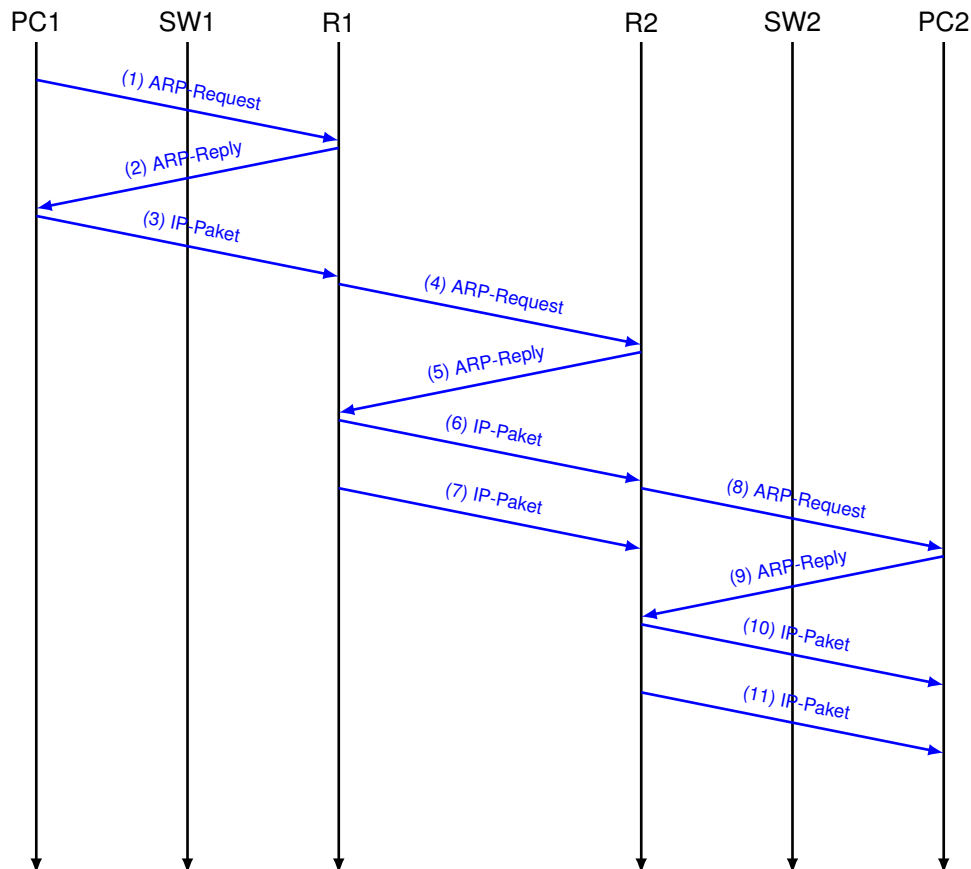 PC1 SW1 R1 R2 SW2 PC2
(1) ARP-Request
(2) ARP-Reply
(3) IP-Paket
(4) ARP-Request
(5) ARP-Reply
(6) IP-Paket
(7) IP-Paket
(8) ARP-Request
(9) ARP-Reply
(10) IP-Paket
(11) IP-Paket